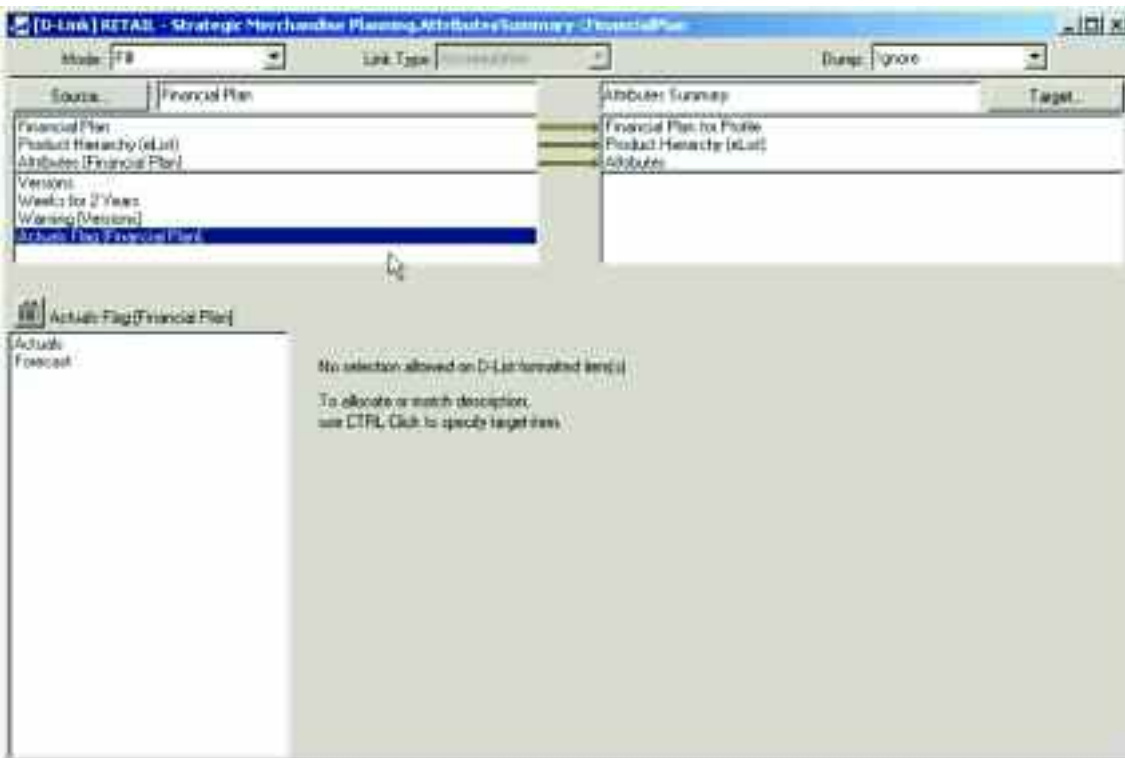 [D-Link] RETAIL - Strategic Merchandise Planning.AttributesSummary FinancialPlan
Mode: Fill Link Type: Dump: Ignore
Source... Financial Plan Attributes Summary Target...
Financial Plan Financial Plan for Profile
Product Hierarchy (eList) Product Hierarchy (eList)
Attributes [Financial Plan] Attributes
Versions
Weeks for 2 Years
Warning [Versions]
Actuals Flag [Financial Plan]
Actuals Flag [Financial Plan]
Actuals
Forecast
No selection allowed on D-List formatted item(s)
To allocate or match description,
use CTRL Click to specify target item.